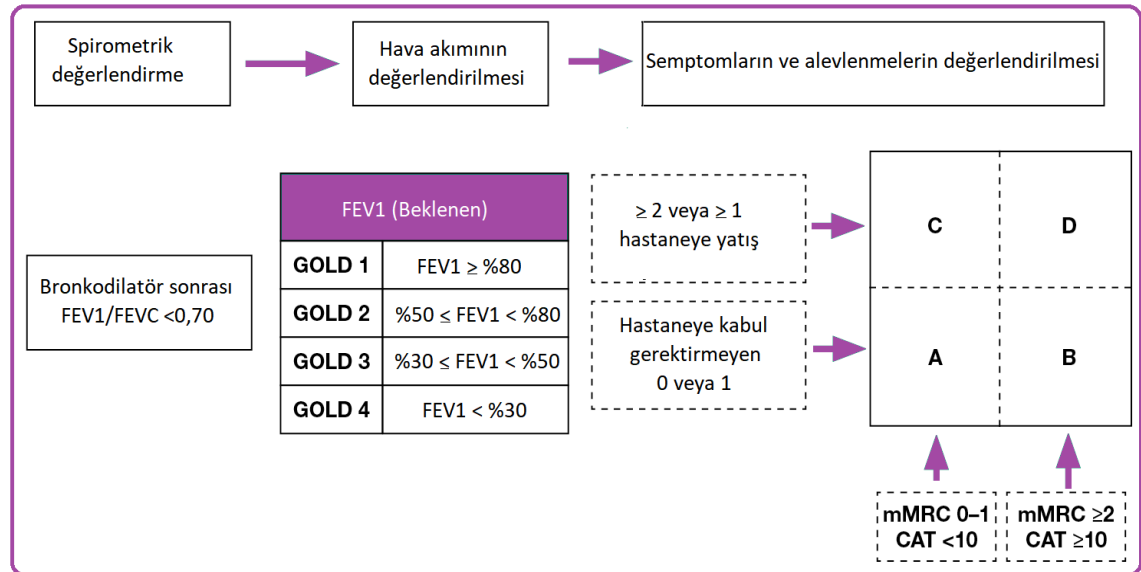 Spirometrik
değerlendirme
Hava akımının
değerlendirilmesi
Semptomların ve alevlenmelerin değerlendirilmesi
Bronkodilatör sonrası
FEV1/FEVC <0,70
FEV1 (Beklenen)
GOLD 1 FEV1 ≥ %80
GOLD 2 %50 ≤ FEV1 < %80
GOLD 3 %30 ≤ FEV1 < %50
GOLD 4 FEV1 < %30
≥ 2 veya ≥ 1
hastaneye yatış
Hastaneye kabul
gerektirmeyen
0 veya 1
C D
A B
mMRC 0–1
CAT <10
mMRC ≥2
CAT ≥10